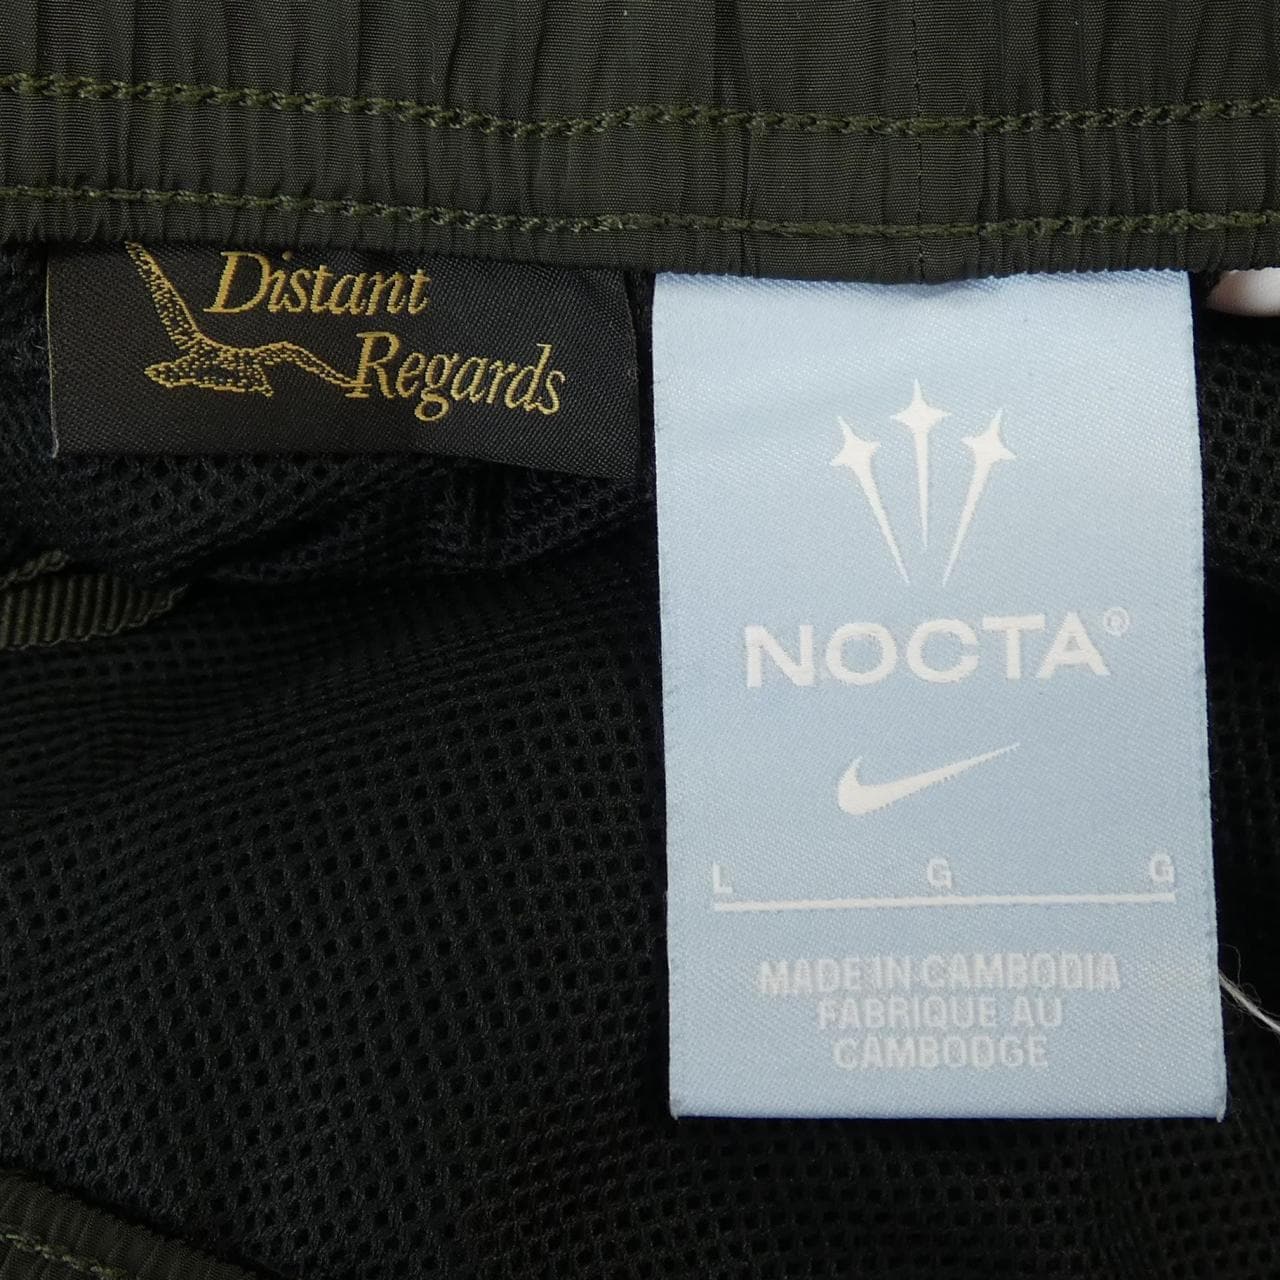 Distant
Regards
NOCTA®
L G G
MADE IN CAMBODIA
FABRIQUE AU
CAMBODGE